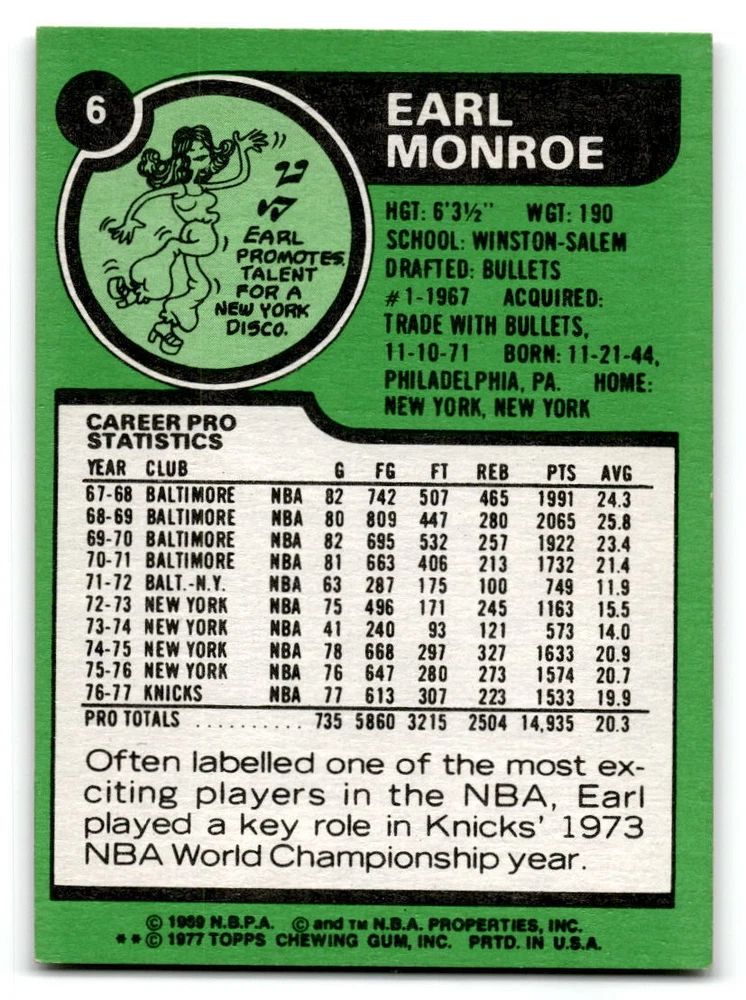 6
EARL
MONROE
EARL
PROMOTES
TALENT
FOR A
NEW YORK
DISCO.
HGT: 6'3½" WGT: 190
SCHOOL: WINSTON-SALEM
DRAFTED: BULLETS
#1-1967 ACQUIRED:
TRADE WITH BULLETS,
11-10-71 BORN: 11-21-44,
PHILADELPHIA, PA. HOME:
NEW YORK, NEW YORK
CAREER PRO
STATISTICS
YEAR CLUB G FG FT REB PTS AVG
67-68 BALTIMORE NBA 82 742 507 465 1991 24.3
68-69 BALTIMORE NBA 80 809 447 280 2065 25.8
69-70 BALTIMORE NBA 82 695 532 257 1922 23.4
70-71 BALTIMORE NBA 81 663 406 213 1732 21.4
71-72 BALT.-N.Y. NBA 63 287 175 100 749 11.9
72-73 NEW YORK NBA 75 496 171 245 1163 15.5
73-74 NEW YORK NBA 41 240 93 121 573 14.0
74-75 NEW YORK NBA 78 668 297 327 1633 20.9
75-76 NEW YORK NBA 76 647 280 273 1574 20.7
76-77 KNICKS NBA 77 613 307 223 1533 19.9
PRO TOTALS .......... 735 5860 3215 2504 14,935 20.3
Often labelled one of the most ex-
citing players in the NBA, Earl
played a key role in Knicks' 1973
NBA World Championship year.
© 1969 N.B.P.A. © and TM N.B.A. PROPERTIES, INC.
**© 1977 TOPPS CHEWING GUM, INC. PRTD. IN U.S.A.